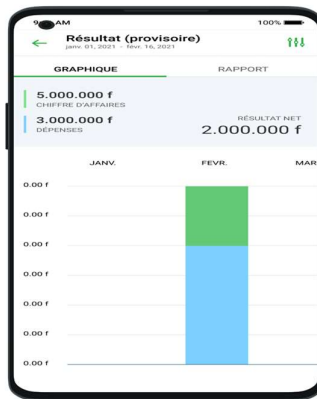 AM 100%
Résultat (provisoire)
janv. 01, 2021 - févr. 16, 2021
GRAPHIQUE RAPPORT
5.000.000 f
CHIFFRE D'AFFAIRES
3.000.000 f
DÉPENSES
RÉSULTAT NET
2.000.000 f
JANV. FEVR. MAR
0.00 f
0.00 f
0.00 f
0.00 f
0.00 f
0.00 f
0.00 f